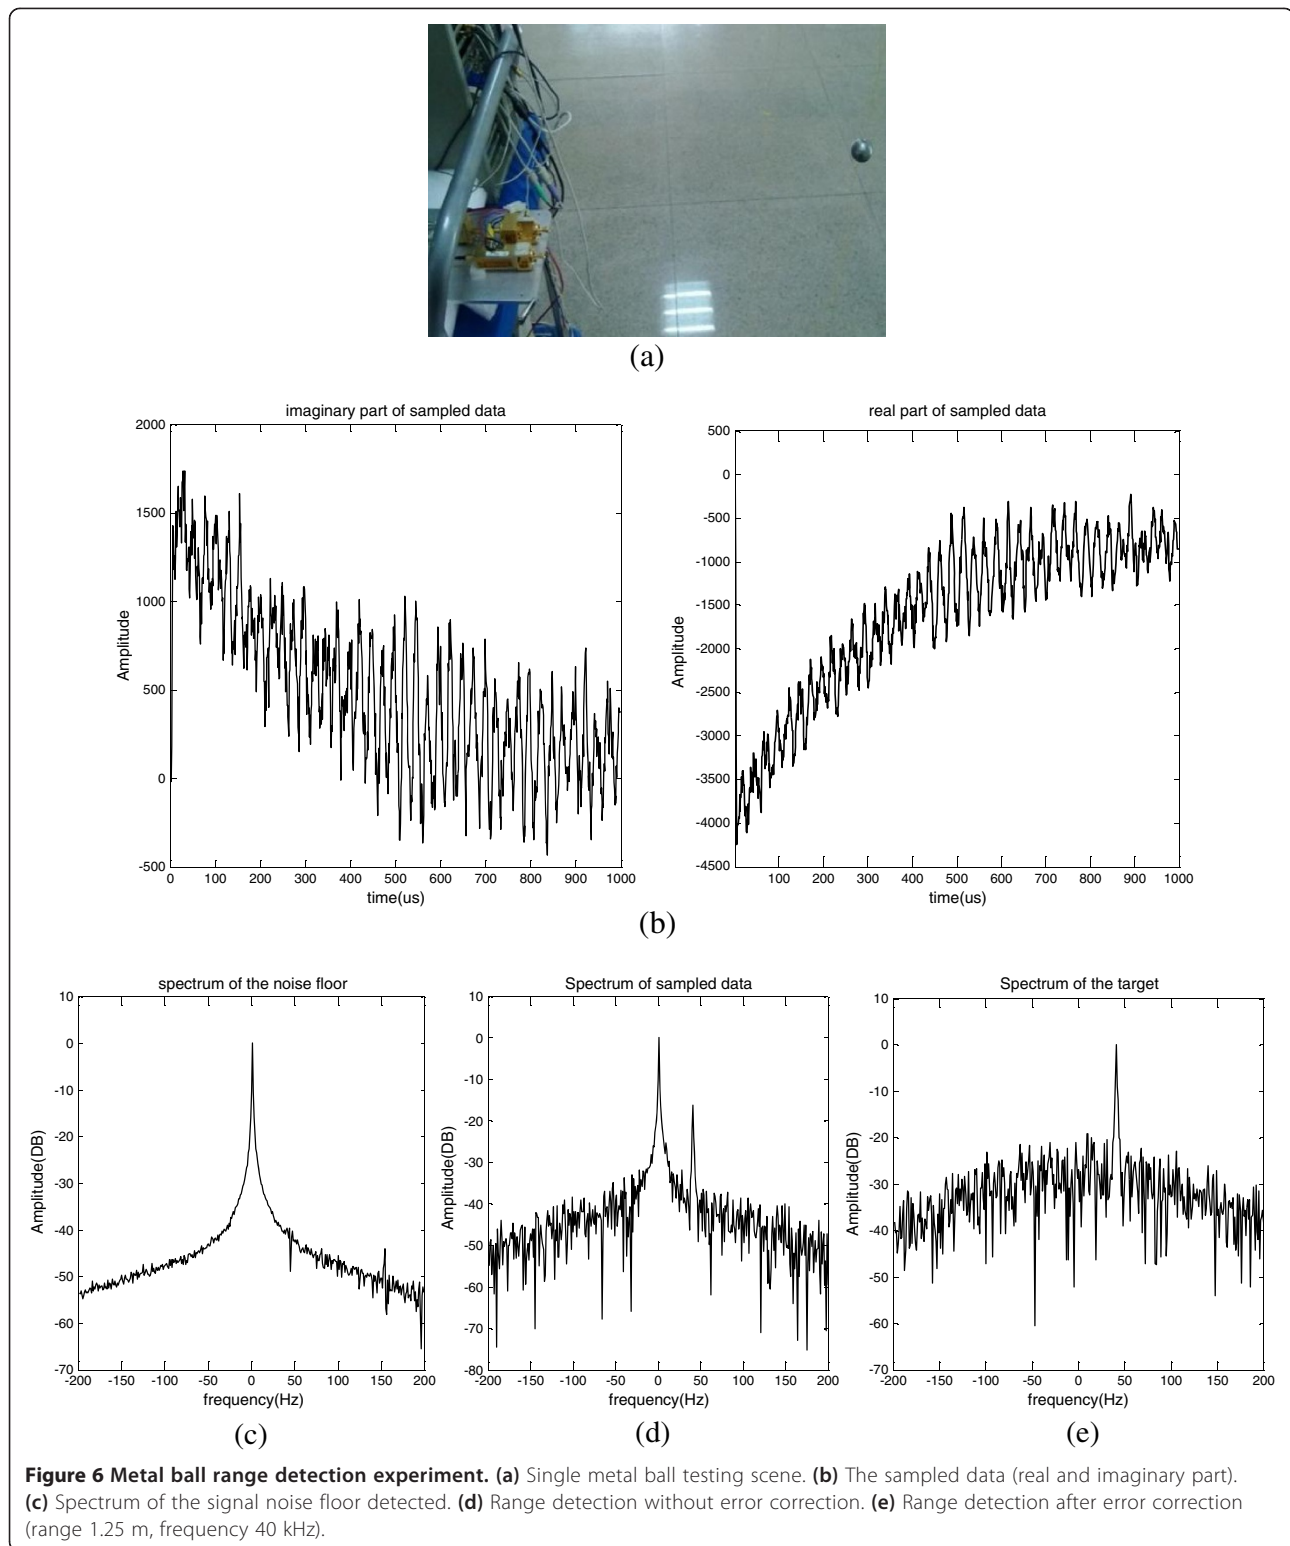 (a)
imaginary part of sampled data
2000
1500
1000
500
0
-500
Amplitude
0 100 200 300 400 500 600 700 800 900 1000
time(us)
real part of sampled data
500
0
-500
-1000
-1500
-2000
-2500
-3000
-3500
-4000
-4500
Amplitude
100 200 300 400 500 600 700 800 900 1000
time(us)
(b)
spectrum of the noise floor
10
0
-10
-20
-30
-40
-50
-60
-70
Amplitude(DB)
-200 -150 -100 -50 0 50 100 150 200
frequency(Hz)
(c)
Spectrum of sampled data
10
0
-10
-20
-30
-40
-50
-60
-70
-80
Amplitude(DB)
-200 -150 -100 -50 0 50 100 150 200
frequency(Hz)
(d)
Spectrum of the target
10
0
-10
-20
-30
-40
-50
-60
-70
Amplitude(DB)
-200 -150 -100 -50 0 50 100 150 200
frequency(Hz)
(e)
Figure 6 Metal ball range detection experiment. (a) Single metal ball testing scene. (b) The sampled data (real and imaginary part).
(c) Spectrum of the signal noise floor detected. (d) Range detection without error correction. (e) Range detection after error correction
(range 1.25 m, frequency 40 kHz).